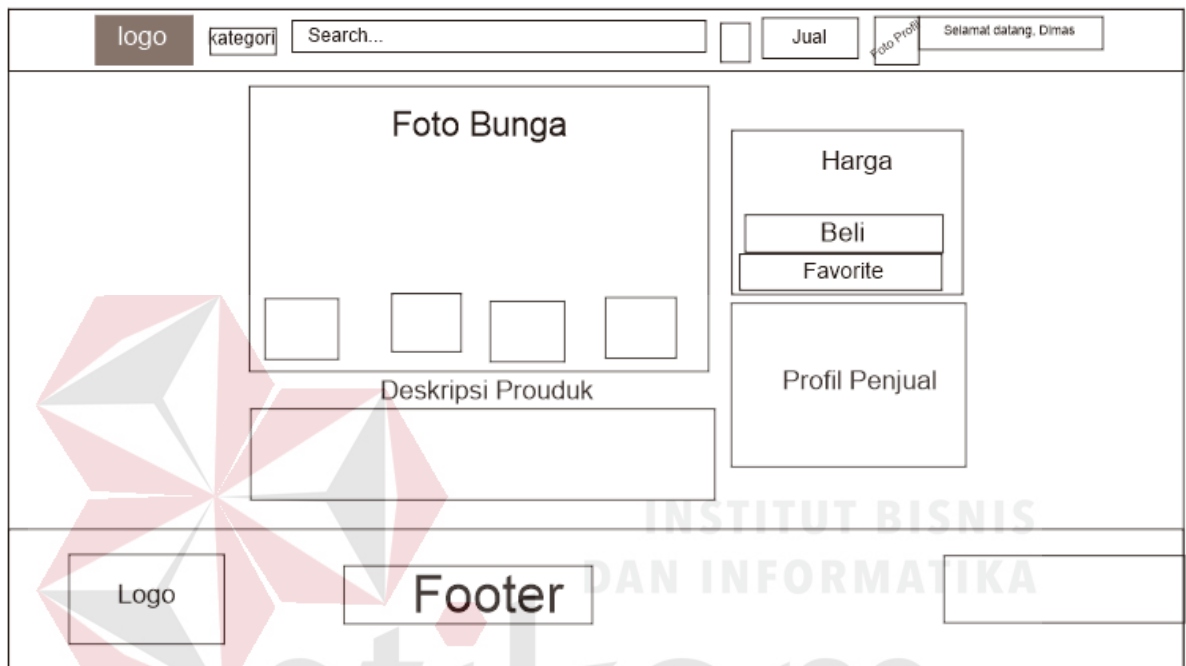 logo
kategori
Search...
Jual
Foto Profil
Selamat datang, Dimas
Foto Bunga
Harga
Beli
Favorite
Deskripsi Prouduk
Profil Penjual
INSTITUT BISNIS
DAN INFORMATIKA
Logo
Footer